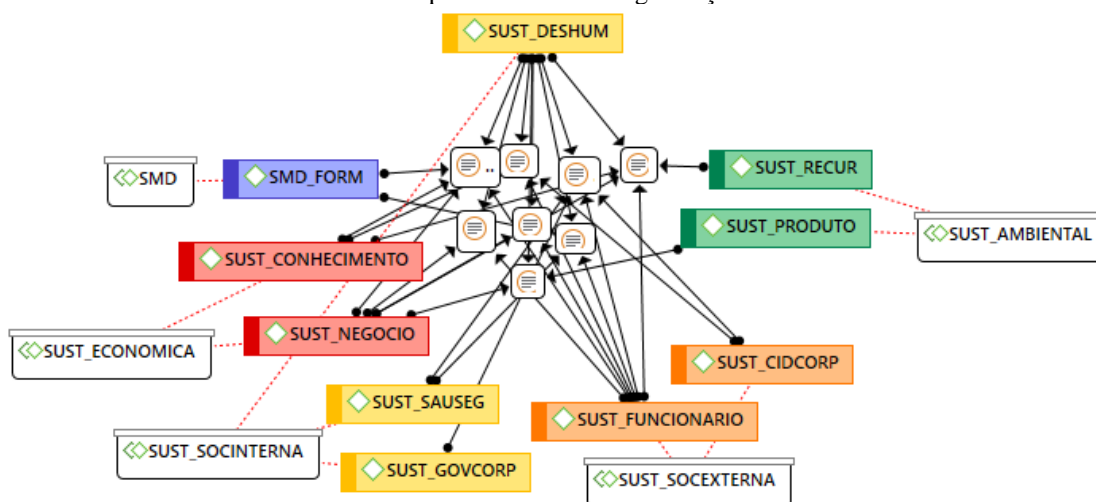 SUST_DESHUM
SMD
SMD_FORM
..
SUST_RECUR
SUST_PRODUTO
SUST_AMBIENTAL
SUST_CONHECIMENTO
SUST_NEGOCIO
SUST_ECONOMICA
SUST_CIDCORP
SUST_SAUSEG
SUST_FUNCIONARIO
SUST_SOCINTERNA
SUST_GOVCORP
SUST_SOCEXTERNA